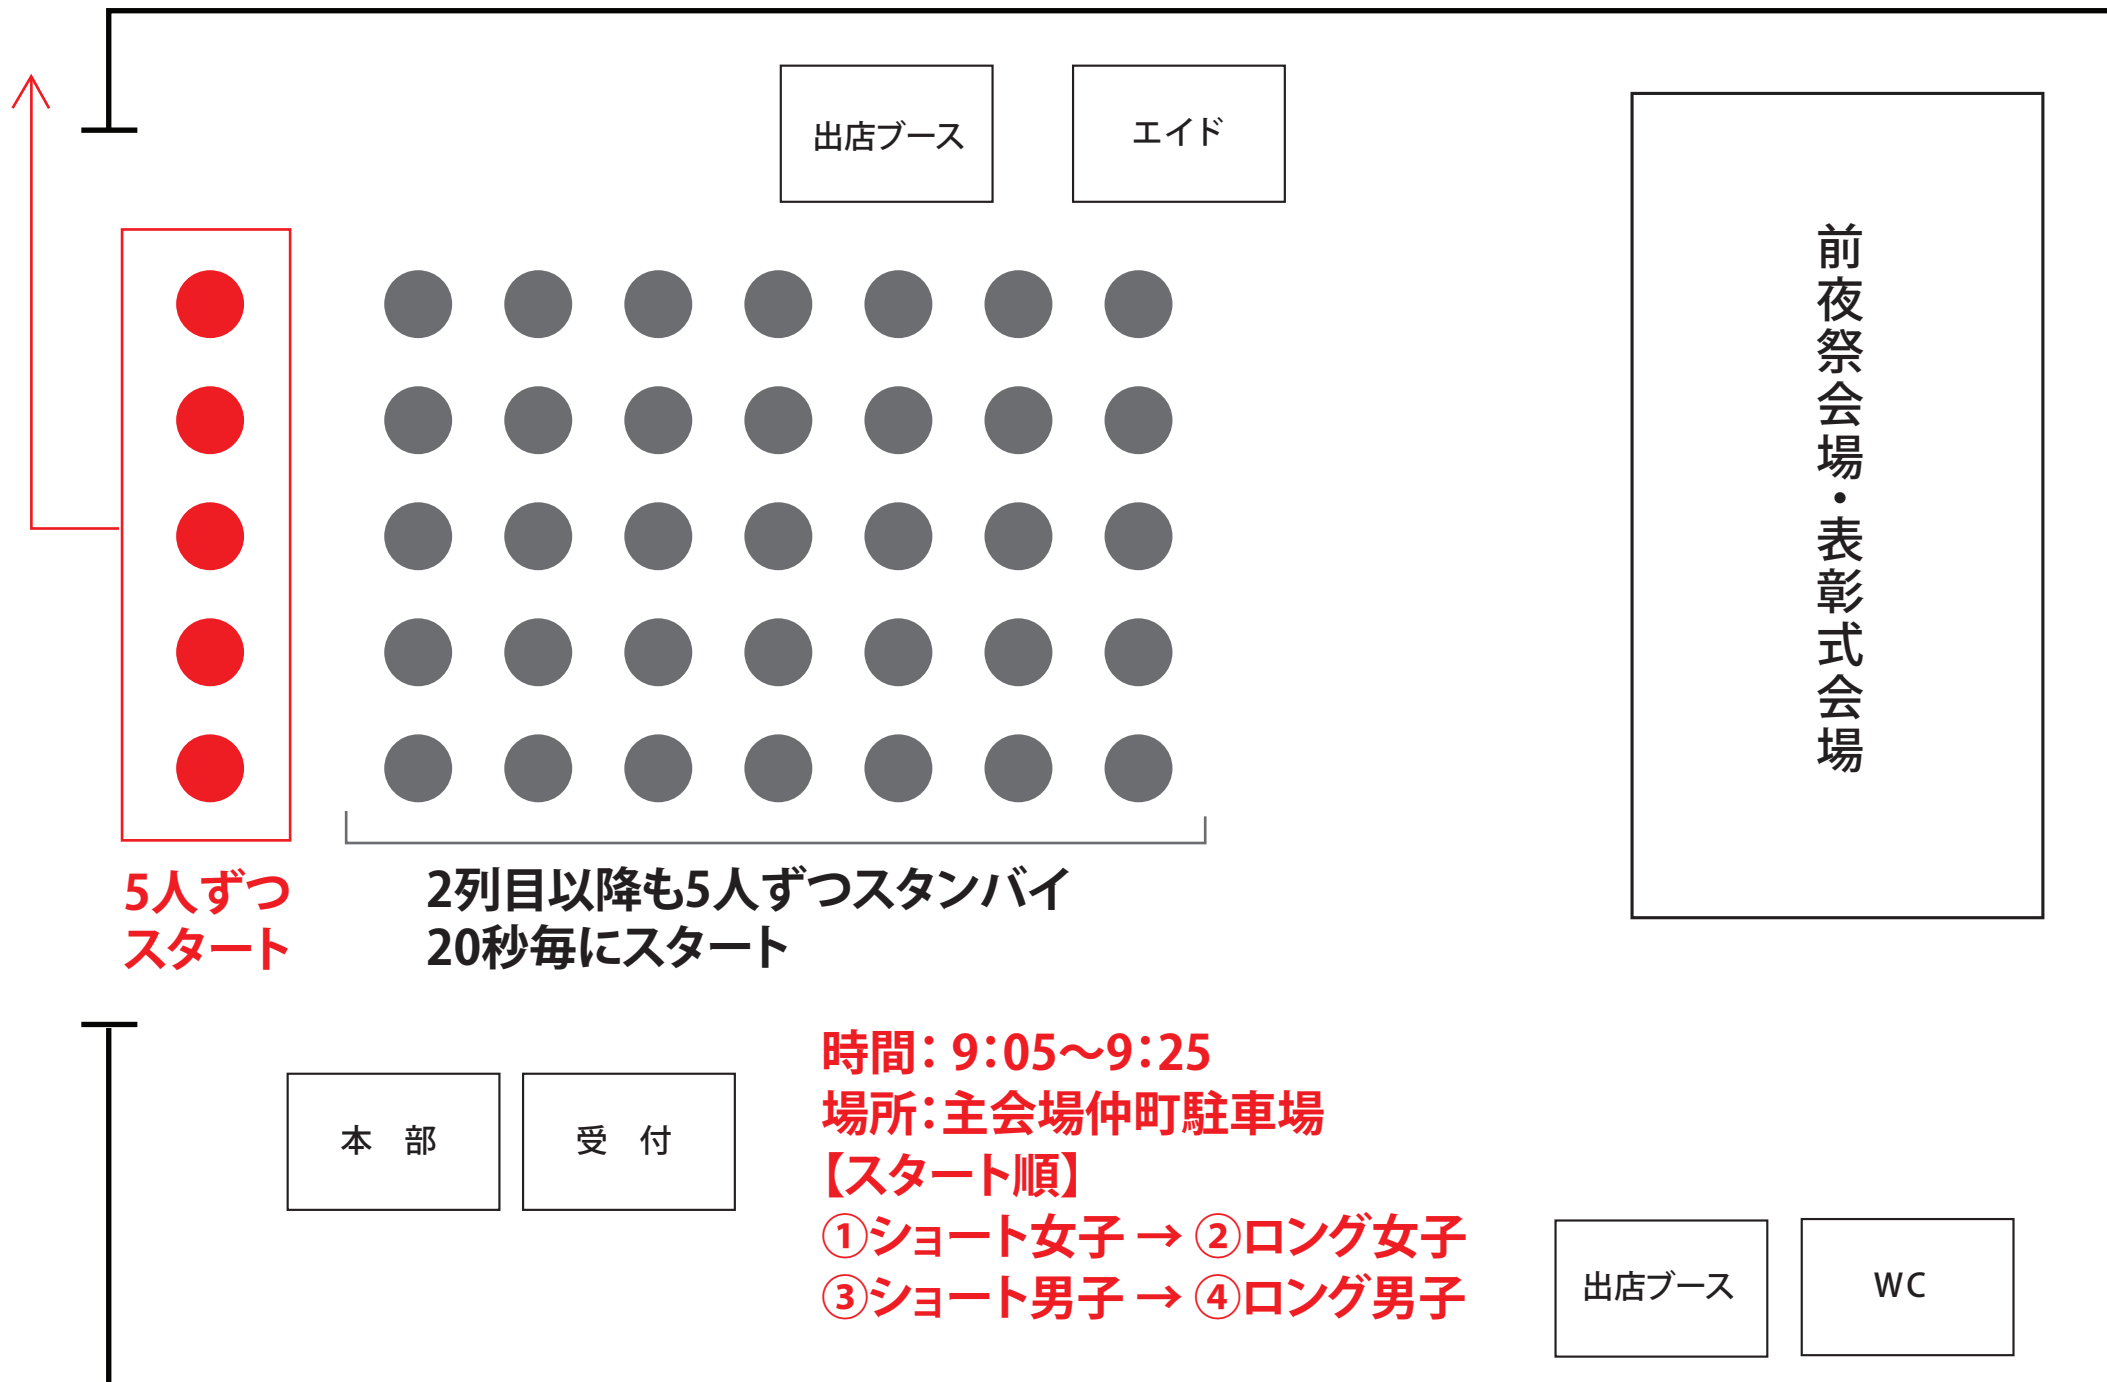 出店ブース
エイド
前夜祭会場・表彰式会場
5人ずつ
スタート
2列目以降も5人ずつスタンバイ
20秒毎にスタート
本　部
受　付
時間：9：05～9：25
場所：主会場仲町駐車場
【スタート順】
①ショート女子 → ②ロング女子
③ショート男子 → ④ロング男子
出店ブース
WC